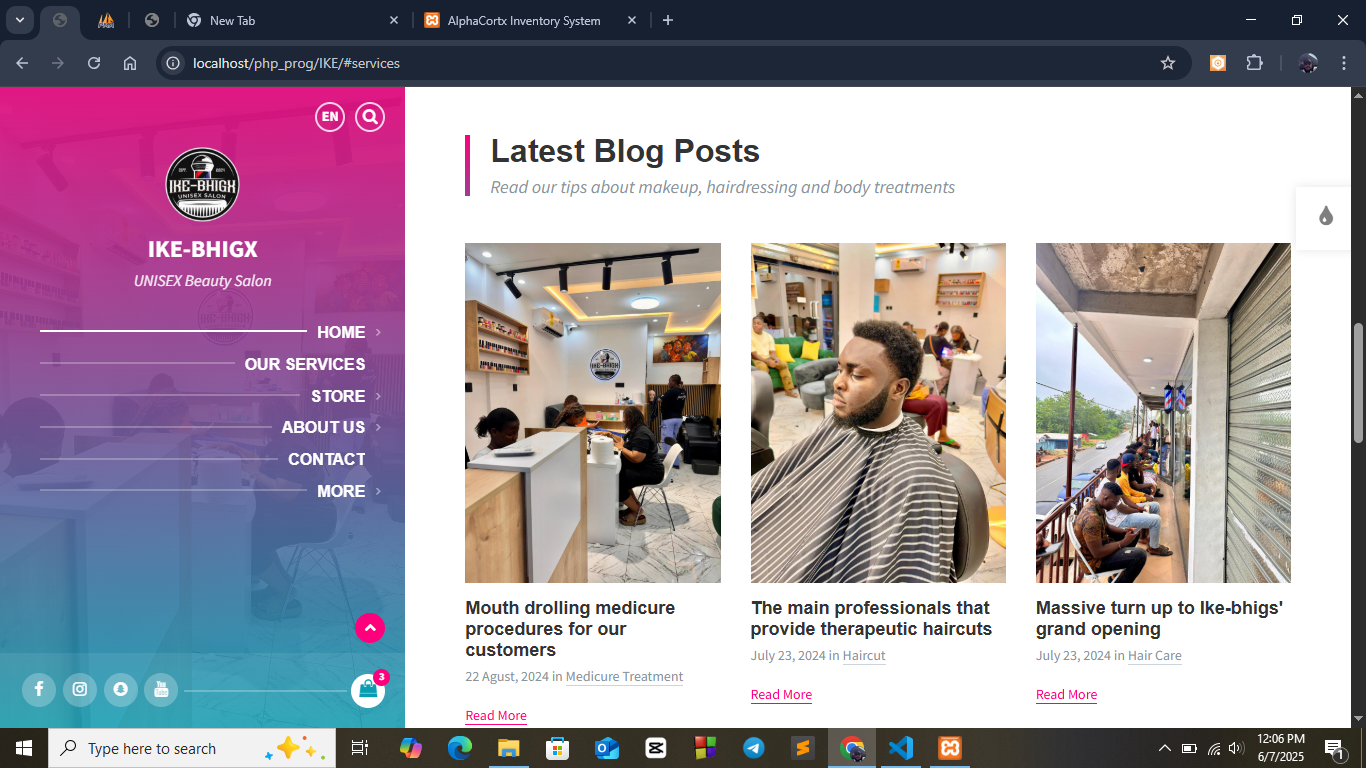 New Tab
AlphaCortx Inventory System
localhost/php_prog/IKE/#services
EN
IKE-BHIGX
UNISEX SALON
IKE-BHIGX
UNISEX Beauty Salon
HOME
OUR SERVICES
STORE
ABOUT US
CONTACT
MORE
3
Latest Blog Posts
Read our tips about makeup, hairdressing and body treatments
IKE-BHIGX
Mouth drolling medicure
procedures for our
customers
22 Agust, 2024 in Medicure Treatment
Read More
The main professionals that
provide therapeutic haircuts
July 23, 2024 in Haircut
Read More
Massive turn up to Ike-bhigs'
grand opening
July 23, 2024 in Hair Care
Read More
Type here to search
12:06 PM
6/7/2025
1